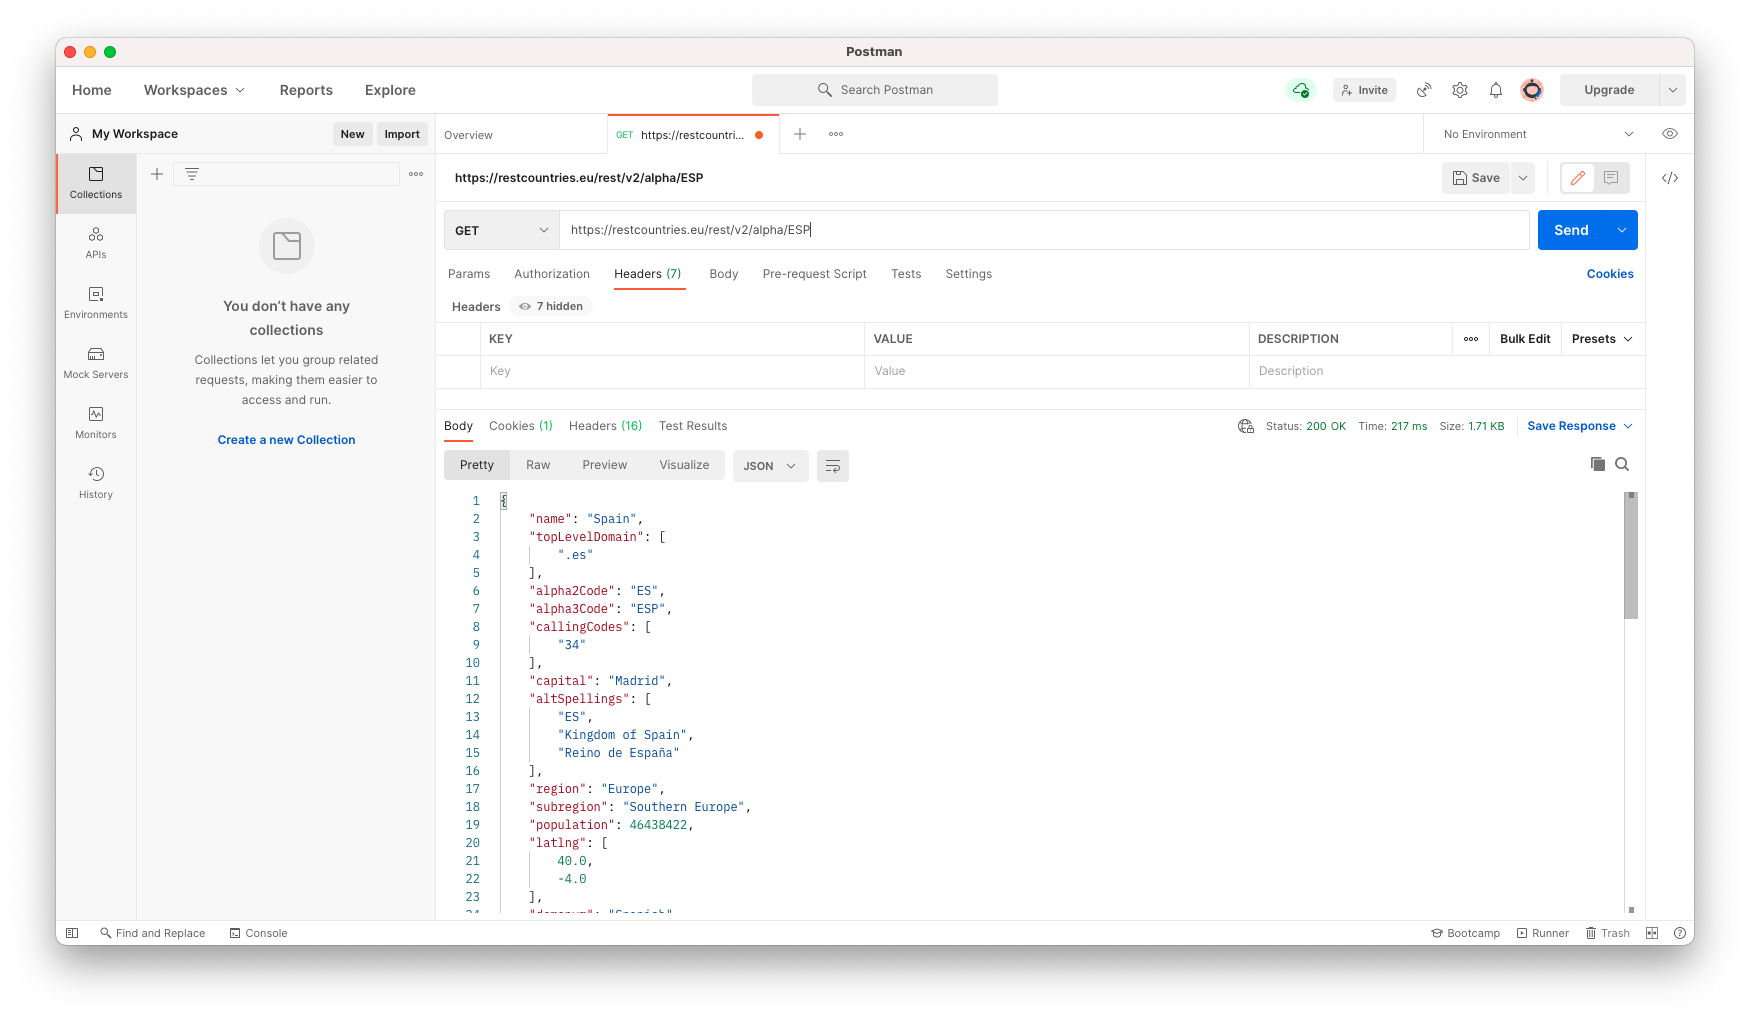 Postman
Home Workspaces Reports Explore Search Postman Invite Upgrade
My Workspace New Import Overview GET https://restcountri... No Environment
Collections
APIs
Environments
Mock Servers
Monitors
History
You don’t have any
collections
Collections let you group related
requests, making them easier to
access and run.
Create a new Collection
https://restcountries.eu/rest/v2/alpha/ESP Save
GET https://restcountries.eu/rest/v2/alpha/ESP Send
Params Authorization Headers (7) Body Pre-request Script Tests Settings Cookies
Headers 7 hidden
KEY VALUE DESCRIPTION Bulk Edit Presets
Key Value Description
Body Cookies (1) Headers (16) Test Results Status: 200 OK Time: 217 ms Size: 1.71 KB Save Response
Pretty Raw Preview Visualize JSON
1 {
2 "name": "Spain",
3 "topLevelDomain": [
4 ".es"
5 ],
6 "alpha2Code": "ES",
7 "alpha3Code": "ESP",
8 "callingCodes": [
9 "34"
10 ],
11 "capital": "Madrid",
12 "altSpellings": [
13 "ES",
14 "Kingdom of Spain",
15 "Reino de España"
16 ],
17 "region": "Europe",
18 "subregion": "Southern Europe",
19 "population": 46438422,
20 "latlng": [
21 40.0,
22 -4.0
23 ],
Find and Replace Console Bootcamp Runner Trash